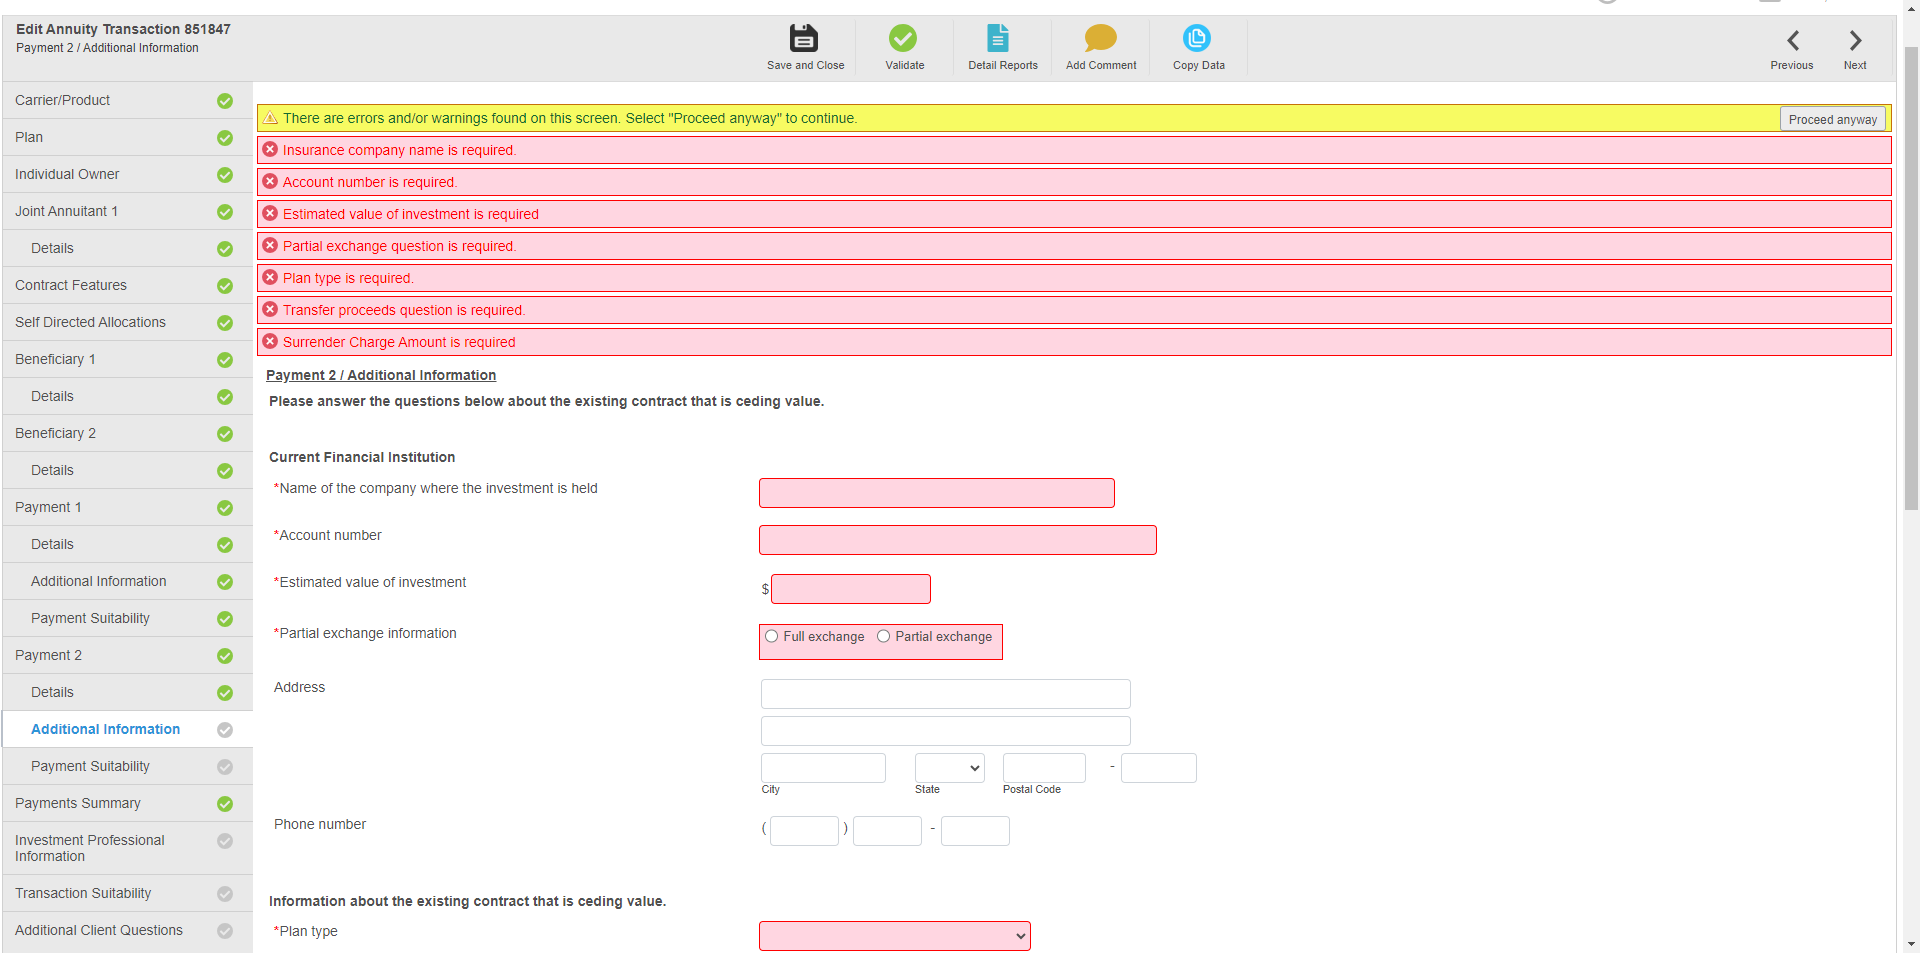 Edit Annuity Transaction 851847
Payment 2 / Additional Information
Save and Close
Validate
Detail Reports
Add Comment
Copy Data
Previous
Next
Carrier/Product
Plan
Individual Owner
Joint Annuitant 1
Details
Contract Features
Self Directed Allocations
Beneficiary 1
Details
Beneficiary 2
Details
Payment 1
Details
Additional Information
Payment Suitability
Payment 2
Details
Additional Information
Payment Suitability
Payments Summary
Investment Professional
Information
Transaction Suitability
Additional Client Questions
There are errors and/or warnings found on this screen. Select "Proceed anyway" to continue.
Proceed anyway
Insurance company name is required.
Account number is required.
Estimated value of investment is required
Partial exchange question is required.
Plan type is required.
Transfer proceeds question is required.
Surrender Charge Amount is required
Payment 2 / Additional Information
Please answer the questions below about the existing contract that is ceding value.
Current Financial Institution
*Name of the company where the investment is held
*Account number
*Estimated value of investment
$
*Partial exchange information
Full exchange
Partial exchange
Address
-
City
State
Postal Code
Phone number
( ) -
Information about the existing contract that is ceding value.
*Plan type